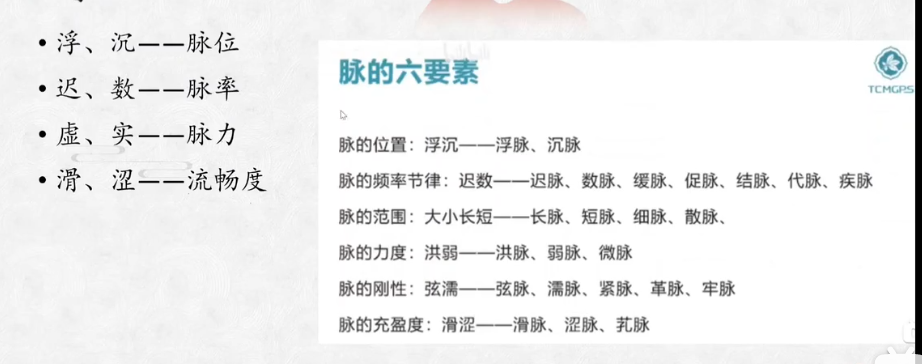 • 浮、沉——脉位
• 迟、数——脉率
• 虚、实——脉力
• 滑、涩——流畅度
脉的六要素
TCMGPS
脉的位置：浮沉——浮脉、沉脉
脉的频率节律：迟数——迟脉、数脉、缓脉、促脉、结脉、代脉、疾脉
脉的范围：大小长短——长脉、短脉、细脉、散脉、
脉的力度：洪弱——洪脉、弱脉、微脉
脉的刚性：弦濡——弦脉、濡脉、紧脉、革脉、牢脉
脉的充盈度：滑涩——滑脉、涩脉、芤脉